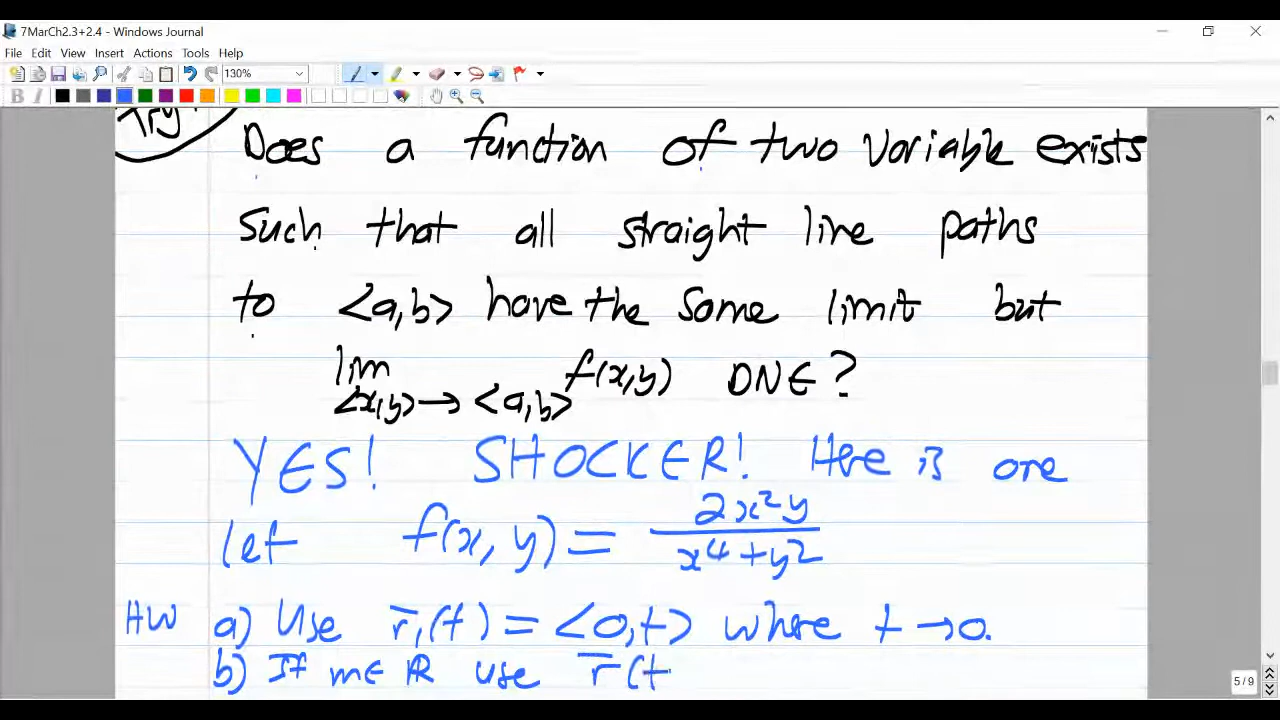 7MarCh2.3+2.4 - Windows Journal
File Edit View Insert Actions Tools Help
130%
B I
Try
Does a function of two variable exists
such that all straight line paths
to <a,b> have the same limit but
lim f(x,y) DNE?
<x,y> → <a,b>
YES! SHOCKER! Here is one
let f(x,y) = 2x²y
x⁴+y²
HW a) Use r̄₁(t) = <0,t> where t → 0.
b) If m∈ℝ use r̄(t
5 / 9